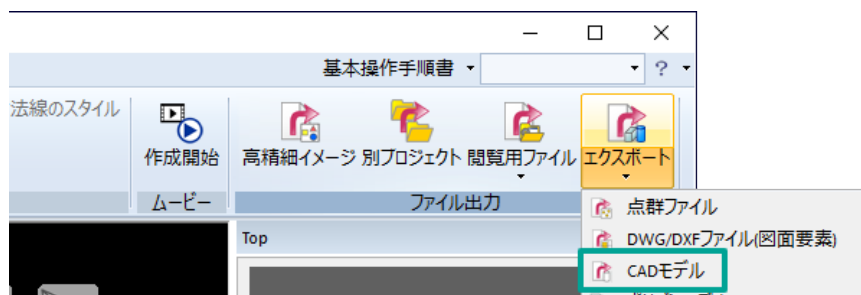 基本操作手順書
?
法線のスタイル
作成開始
高精細イメージ 別プロジェクト 閲覧用ファイル エクスポート
ムービー
ファイル出力
点群ファイル
Top
DWG/DXFファイル(図面要素)
CADモデル